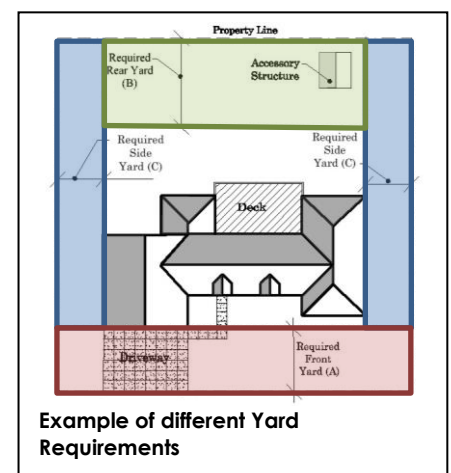 Property Line
Required
Rear Yard
(B)
Accessory
Structure
Required
Side
Yard (C)
Required
Side
Yard (C)
Deck
Driveway
Required
Front
Yard (A)
Example of different Yard
Requirements